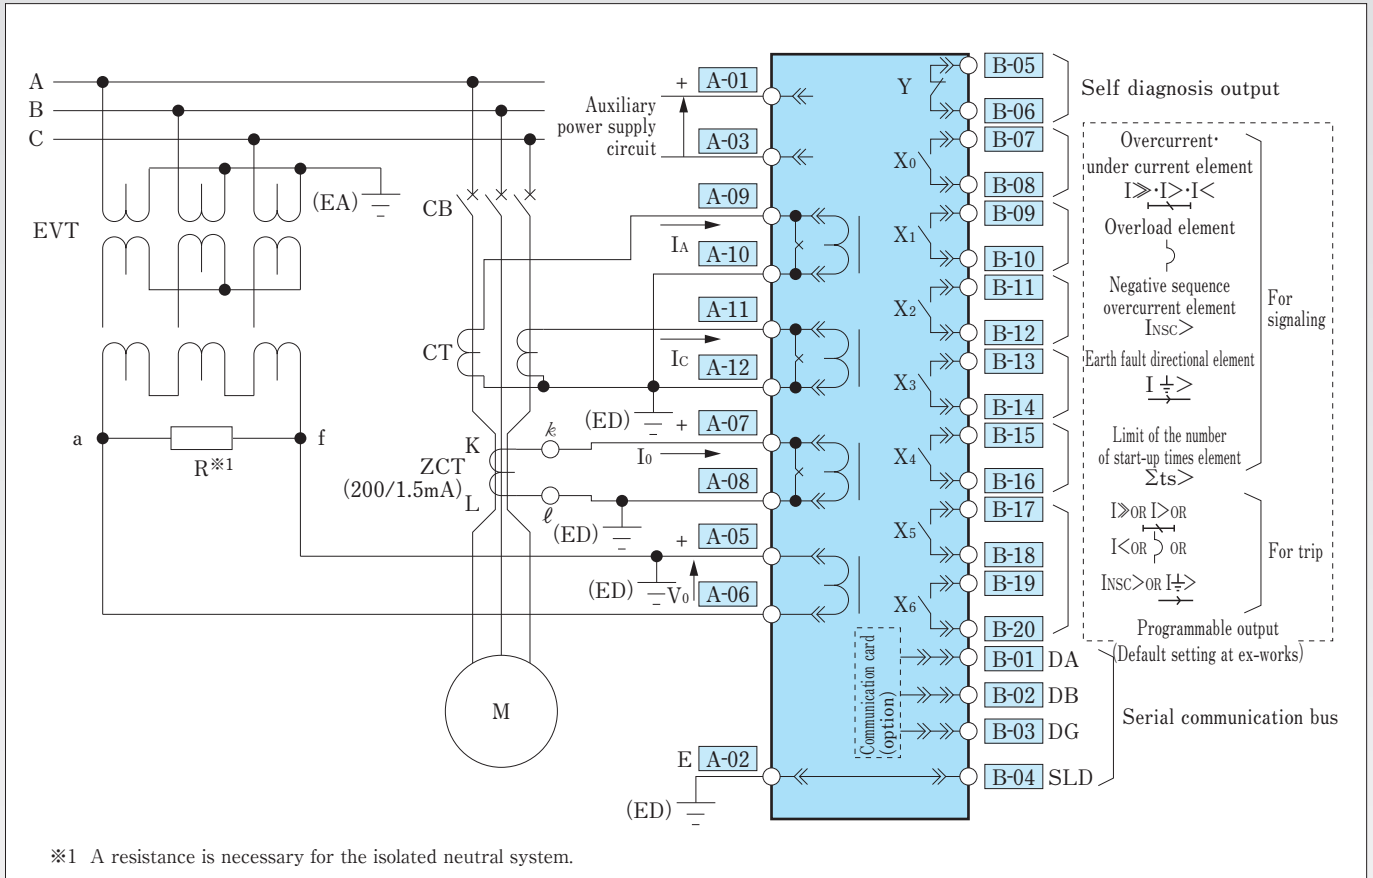 A
B
C
EVT
(EA)
a
f
R※1
CB
CT
K
ZCT
(200/1.5mA)
L
k
ℓ
M
Auxiliary
power supply
circuit
+
A-01
A-03
A-09
IA
A-10
A-11
IC
A-12
(ED)
+
A-07
I0
A-08
(ED)
+
A-05
(ED)
V0
A-06
E
A-02
(ED)
Y
X0
X1
X2
X3
X4
X5
X6
Communication card
(option)
B-05
B-06
B-07
B-08
B-09
B-10
B-11
B-12
B-13
B-14
B-15
B-16
B-17
B-18
B-19
B-20
B-01 DA
B-02 DB
B-03 DG
B-04 SLD
Self diagnosis output
Overcurrent·
under current element
I≫·I>·I<
Overload element
Negative sequence
overcurrent element
INSC>
Earth fault directional element
I⏚>
Limit of the number
of start-up times element
Σts>
For
signaling
I≫OR I>OR
I<OR OR
INSC>OR I⏚>
For trip
Programmable output
(Default setting at ex-works)
Serial communication bus
※1 A resistance is necessary for the isolated neutral system.